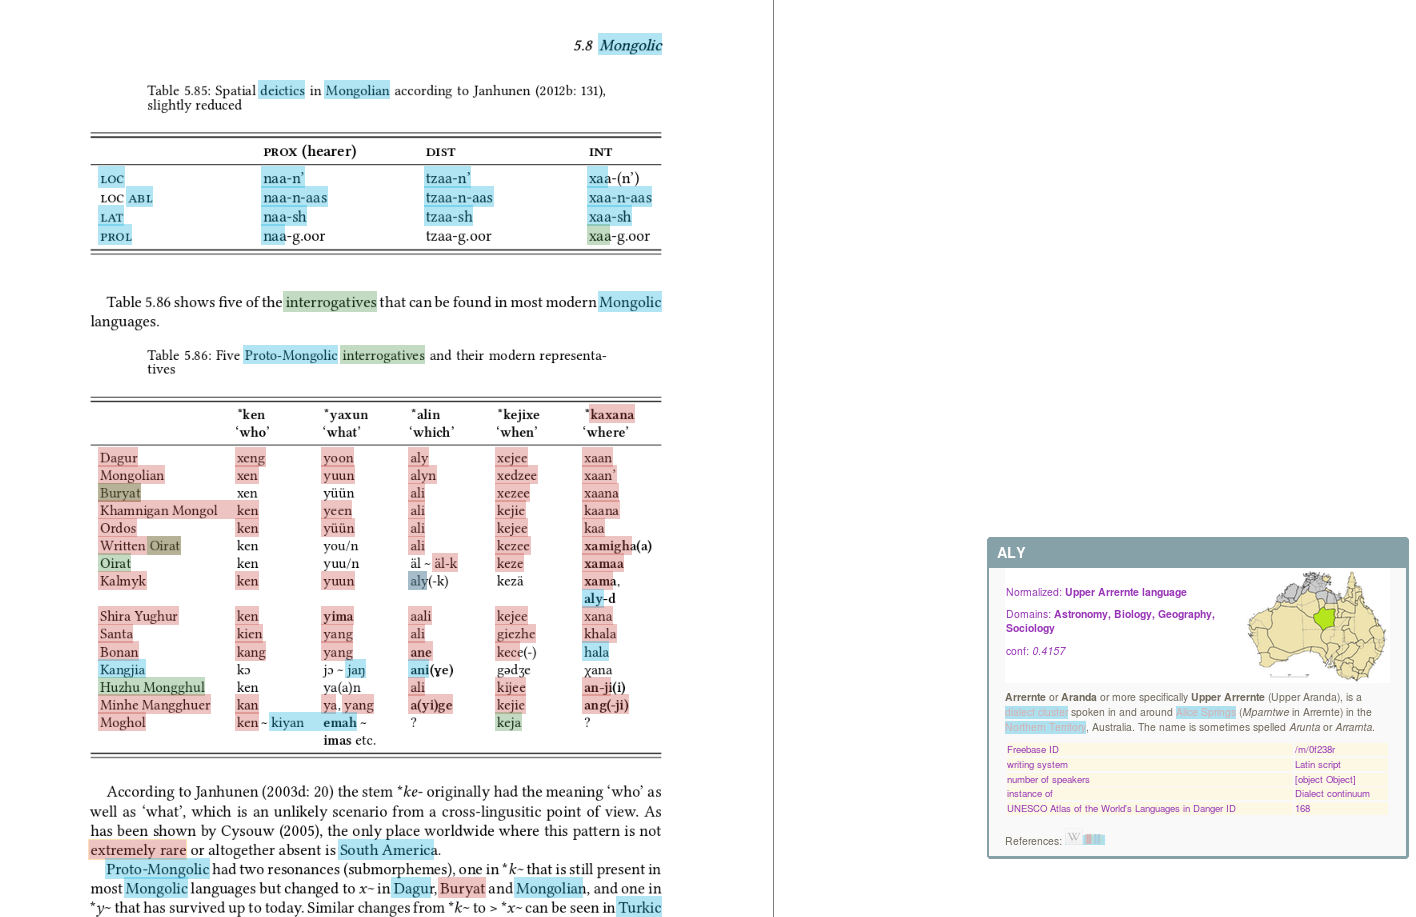 5.8 Mongolic
Table 5.85: Spatial deictics in Mongolian according to Janhunen (2012b: 131),
slightly reduced
PROX (hearer) DIST INT
LOC naa-n’ tzaa-n’ xaa-(n’)
LOC ABL naa-n-aas tzaa-n-aas xaa-n-aas
LAT naa-sh tzaa-sh xaa-sh
PROL naa-g.oor tzaa-g.oor xaa-g.oor
Table 5.86 shows five of the interrogatives that can be found in most modern Mongolic
languages.
Table 5.86: Five Proto-Mongolic interrogatives and their modern representa-
tives
*ken *yaxun *alin *kejixe *kaxana
‘who’ ‘what’ ‘which’ ‘when’ ‘where’
Dagur xeng yoon aly xejee xaan
Mongolian xen yuun alyn xedzee xaan’
Buryat xen yüün ali xezee xaana
Khamnigan Mongol ken yeen ali kejie kaana
Ordos ken yüün ali kejee kaa
Written Oirat ken you/n ali kezee xamigha(a)
Oirat ken yuu/n äl ~ äl-k keze xamaa
Kalmyk ken yuun aly(-k) kezä xama,
aly-d
Shira Yughur ken yima aali kejee xana
Santa kien yang ali giezhe khala
Bonan kang yang ane kece(-) hala
Kangjia kɔ jɔ ~ jaŋ ani(ɣe) gədʒe χana
Huzhu Mongghul ken ya(a)n ali kijee an-ji(i)
Minhe Mangghuer kan ya, yang a(yi)ge kejie ang(-ji)
Moghol ken ~ kiyan emah ~ ? keja ?
imas etc.
According to Janhunen (2003d: 20) the stem *ke- originally had the meaning ‘who’ as
well as ‘what’, which is an unlikely scenario from a cross-lingusitic point of view. As
has been shown by Cysouw (2005), the only place worldwide where this pattern is not
extremely rare or altogether absent is South America.
Proto-Mongolic had two resonances (submorphemes), one in *k~ that is still present in
most Mongolic languages but changed to x~ in Dagur, Buryat and Mongolian, and one in
*y~ that has survived up to today. Similar changes from *k~ to > *x~ can be seen in Turkic
ALY
Normalized: Upper Arrernte language
Domains: Astronomy, Biology, Geography,
Sociology
conf: 0.4157
Arrernte or Aranda or more specifically Upper Arrernte (Upper Aranda), is a
dialect cluster spoken in and around Alice Springs (Mparntwe in Arrernte) in the
Northern Territory, Australia. The name is sometimes spelled Arunta or Arrarnta.
Freebase ID /m/0f238r
writing system Latin script
number of speakers [object Object]
instance of Dialect continuum
UNESCO Atlas of the World's Languages in Danger ID 168
References: W